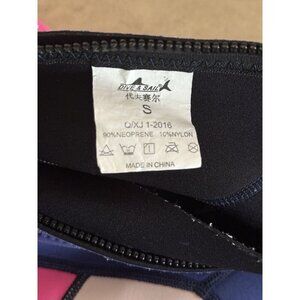 DIVE & SAIL
代夫赛尔
S
Q/XJ 1-2016
90%NEOPRENE 10%NYLON
MADE IN CHINA